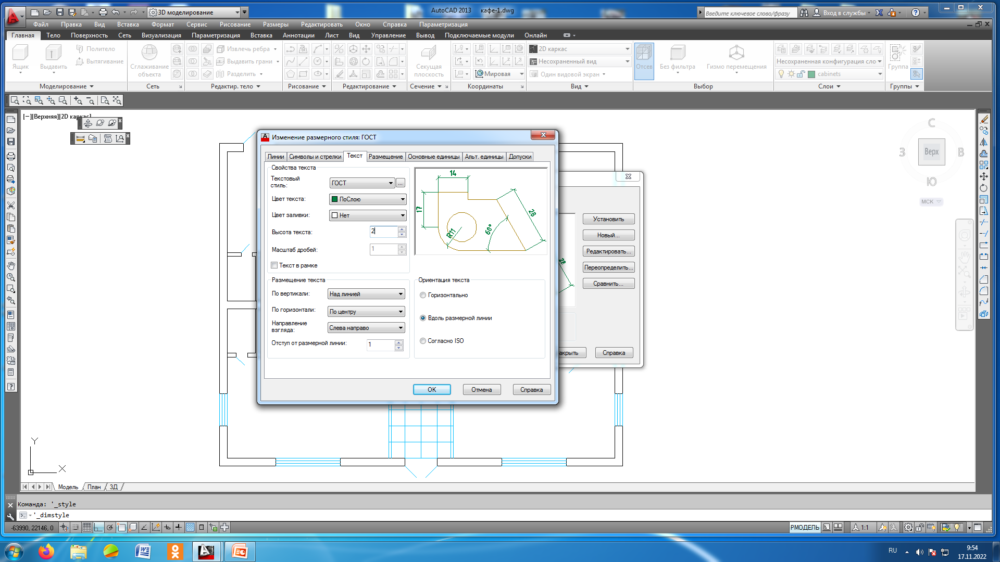 3D моделирование
AutoCAD 2013 кафе-1.dwg
Введите ключевое слово/фразу
Вход в службы
Файл Правка Вид Вставка Формат Сервис Рисование Размеры Редактировать Окно Справка Параметризация
Главная Тело Поверхность Сеть Визуализация Параметризация Вставка Аннотации Лист Вид Управление Вывод Подключаемые модули Онлайн
Политело
Вытягивание
Ящик
Выдавить
Сглаживание объекта
Извлечь ребра
Выдавить грани
Разделить
Секущая плоскость
Мировая
2D каркас
Несохраненный вид
Один видовой экран
Отсев
Без фильтра
Гизмо перемещения
Несохраненная конфигурация сло
cabinets
Группа
Моделирование Сеть Редактир. тело Рисование Редактирование Сечение Координаты Вид Выбор Слои Группы
[−][Верхняя][2D каркас]
С
З
Верх
В
Ю
МСК
Изменение размерного стиля: ГОСТ
Линии Символы и стрелки Текст Размещение Основные единицы Альт. единицы Допуски
Свойства текста
Текстовый стиль:
ГОСТ
...
Цвет текста:
ПоСлою
Цвет заливки:
Нет
Высота текста:
2
Масштаб дробей:
1
Текст в рамке
14
17
R11
60°
28
Размещение текста
По вертикали:
Над линией
По горизонтали:
По центру
Направление взгляда:
Слева направо
Отступ от размерной линии:
1
Ориентация текста
Горизонтально
Вдоль размерной линии
Согласно ISO
OK
Отмена
Справка
Установить
Новый...
Редактировать...
Переопределить...
Сравнить...
28
акрыть
Справка
Y
X
Модель План 3Д
Команда: '_style
'_dimstyle
-63990, 22146, 0
РМОДЕЛЬ
1:1
RU
9:54
17.11.2022